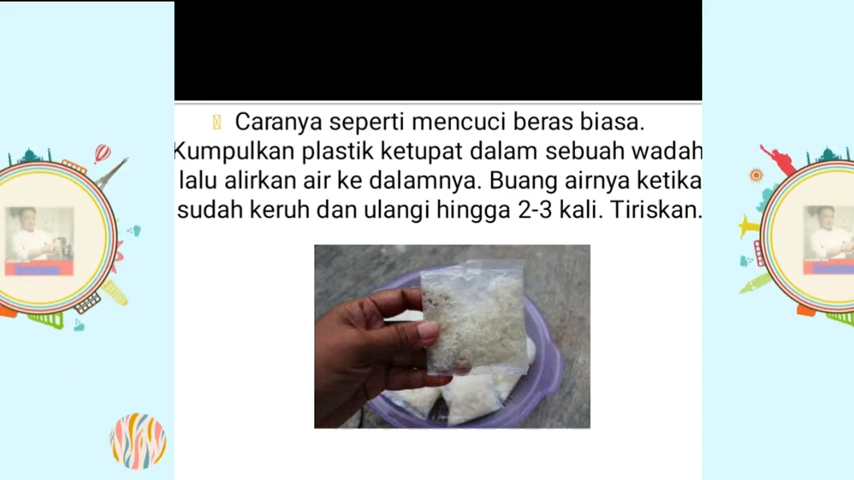 Caranya seperti mencuci beras biasa.
Kumpulkan plastik ketupat dalam sebuah wadah
lalu alirkan air ke dalamnya. Buang airnya ketika
sudah keruh dan ulangi hingga 2-3 kali. Tiriskan.